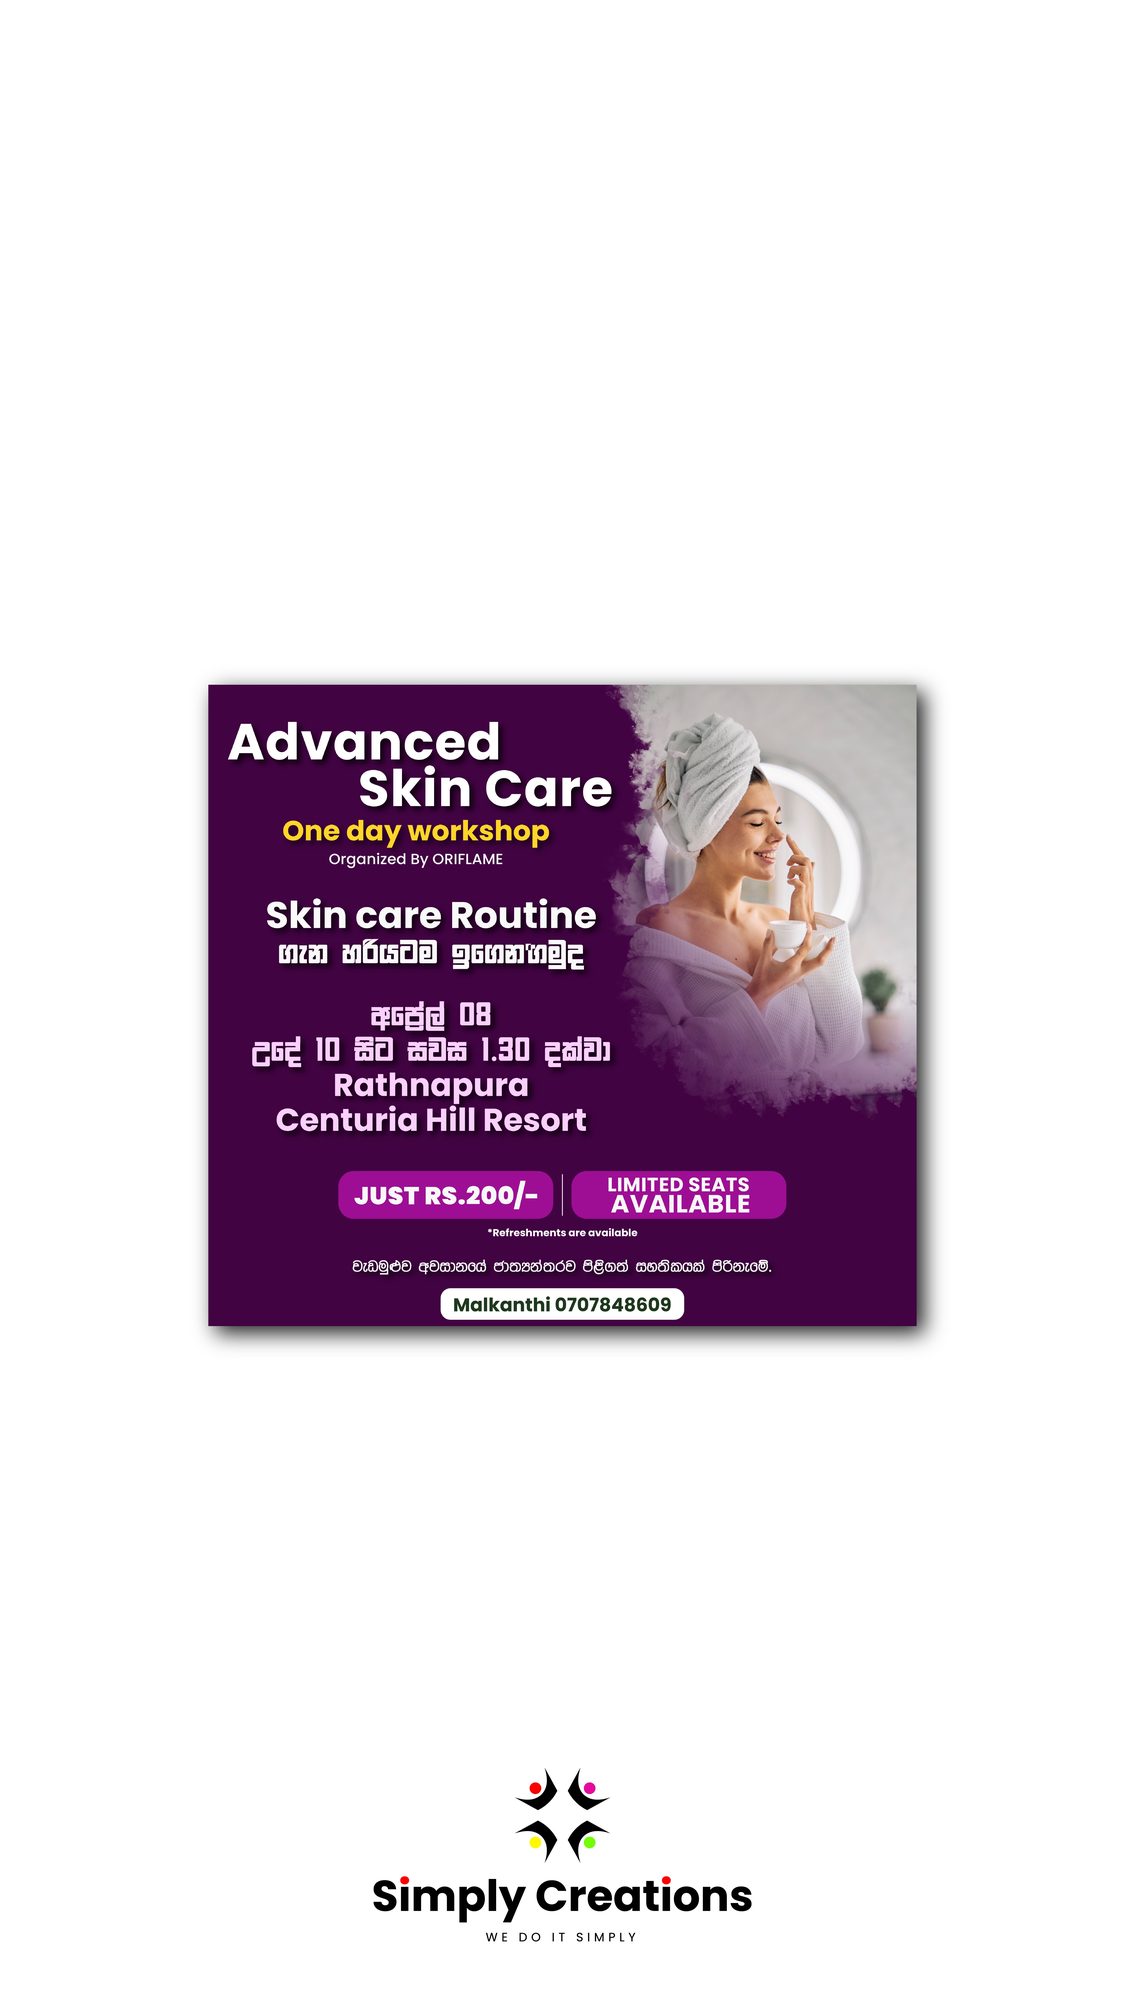 Advanced
Skin Care
One day workshop
Organized By ORIFLAME
Skin care Routine
ගැන හරියටම ඉගෙනගමුද
අප්‍රේල් 08
උදේ 10 සිට සවස 1.30 දක්වා
Rathnapura
Centuria Hill Resort
JUST RS.200/-
LIMITED SEATS
AVAILABLE
*Refreshments are available
වැඩමුළුව අවසානයේ ජාත්‍යන්තරව පිළිගත් සහතිකයක් පිරිනැමේ.
Malkanthi 0707848609
Simply Creations
WE DO IT SIMPLY